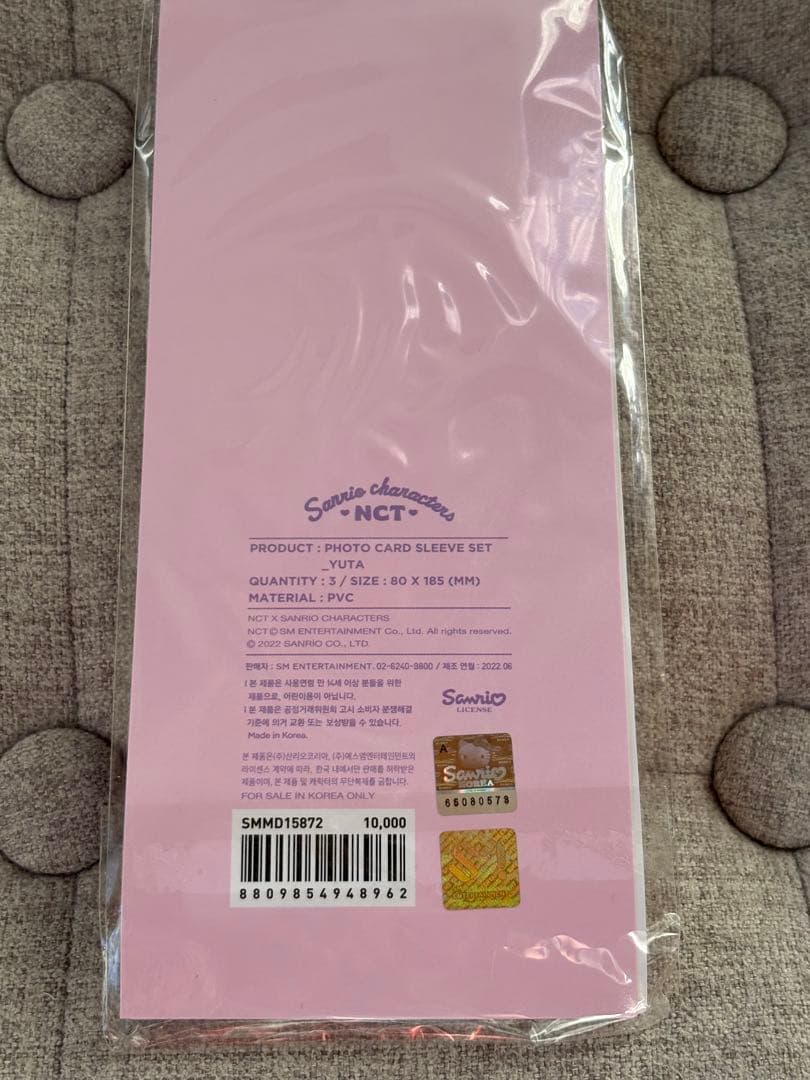 Sanrio characters
NCT
PRODUCT : PHOTO CARD SLEEVE SET
_YUTA
QUANTITY : 3 / SIZE : 80 X 185 (MM)
MATERIAL : PVC
NCT X SANRIO CHARACTERS
NCT © SM ENTERTAINMENT Co., Ltd. All rights reserved.
© 2022 SANRIO CO., LTD.
판매자 : SM ENTERTAINMENT. 02-6240-9800 / 제조 연월 : 2022.06
! 본 제품은 사용연령 만 14세 이상 분들을 위한
제품으로, 어린이용이 아닙니다.
! 본 제품은 공정거래위원회 고시 소비자 분쟁해결
기준에 의거 교환 또는 보상받을 수 있습니다.
Made in Korea.
Sanrio
LICENSE
본 제품은(주)산리오코리아, (주)에스엠엔터테인먼트의
라이센스 계약에 따라, 한국 내에서만 판매를 허락받은
제품이며, 본 제품 및 캐릭터의 무단복제를 금합니다.
FOR SALE IN KOREA ONLY
A
Sanrio
KOREA
65080579
SMMD15872 10,000
8809854948962
ENTERTAINMENT